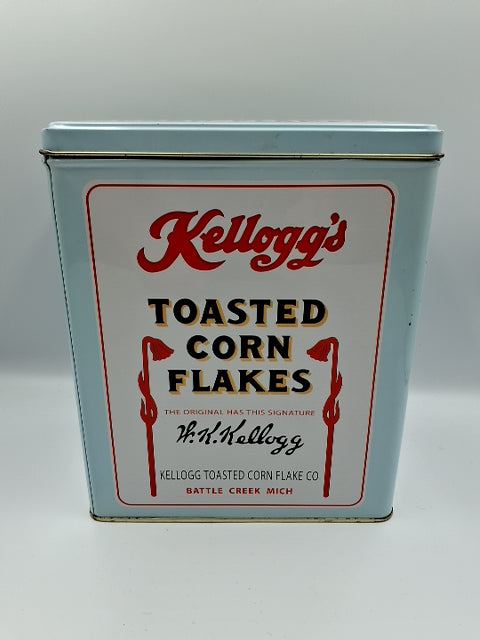 Kellogg's
TOASTED
CORN
FLAKES
THE ORIGINAL HAS THIS SIGNATURE
W.K.Kellogg
KELLOGG TOASTED CORN FLAKE CO
BATTLE CREEK MICH